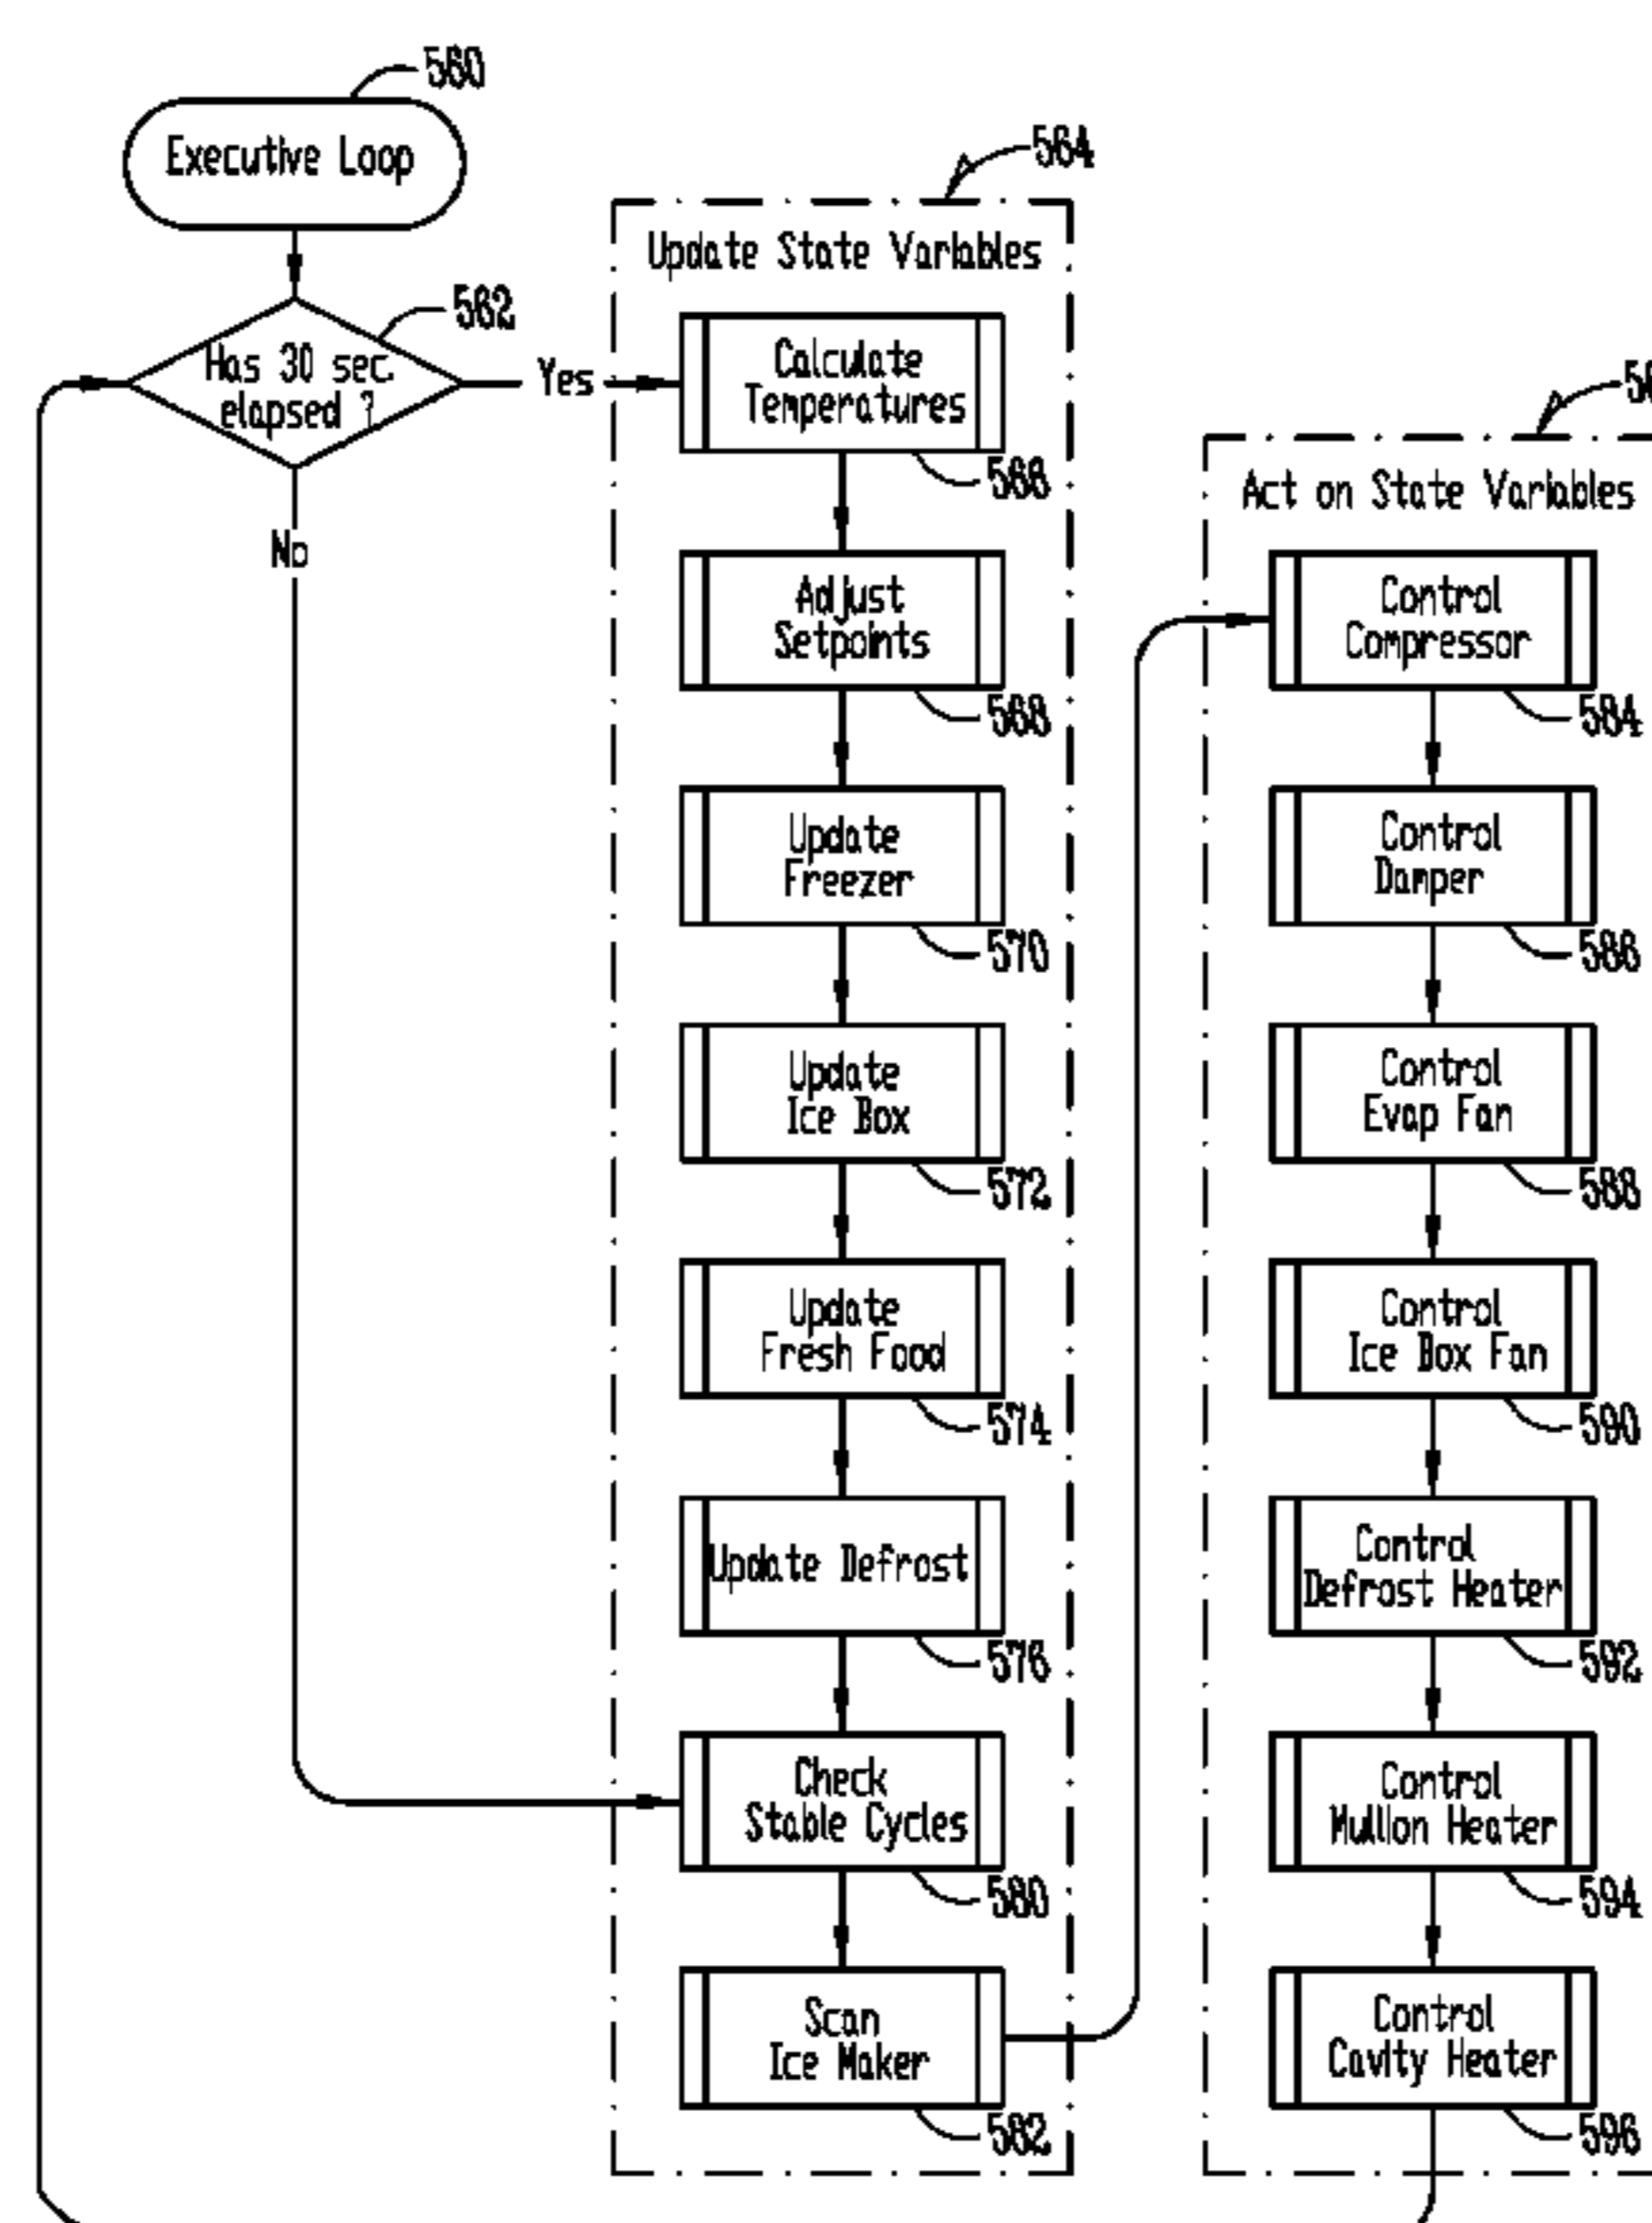 560
Executive Loop
562
Has 30 sec.
elapsed ?
Yes
No
564
Update State Variables
Calculate
Temperatures
566
Adjust
Setpoints
568
Update
Freezer
570
Update
Ice Box
572
Update
Fresh Food
574
Update Defrost
576
Check
Stable Cycles
580
Scan
Ice Maker
582
Act on State Variables
Control
Compressor
584
Control
Damper
586
Control
Evap Fan
588
Control
Ice Box Fan
590
Control
Defrost Heater
592
Control
Mullion Heater
594
Control
Cavity Heater
596